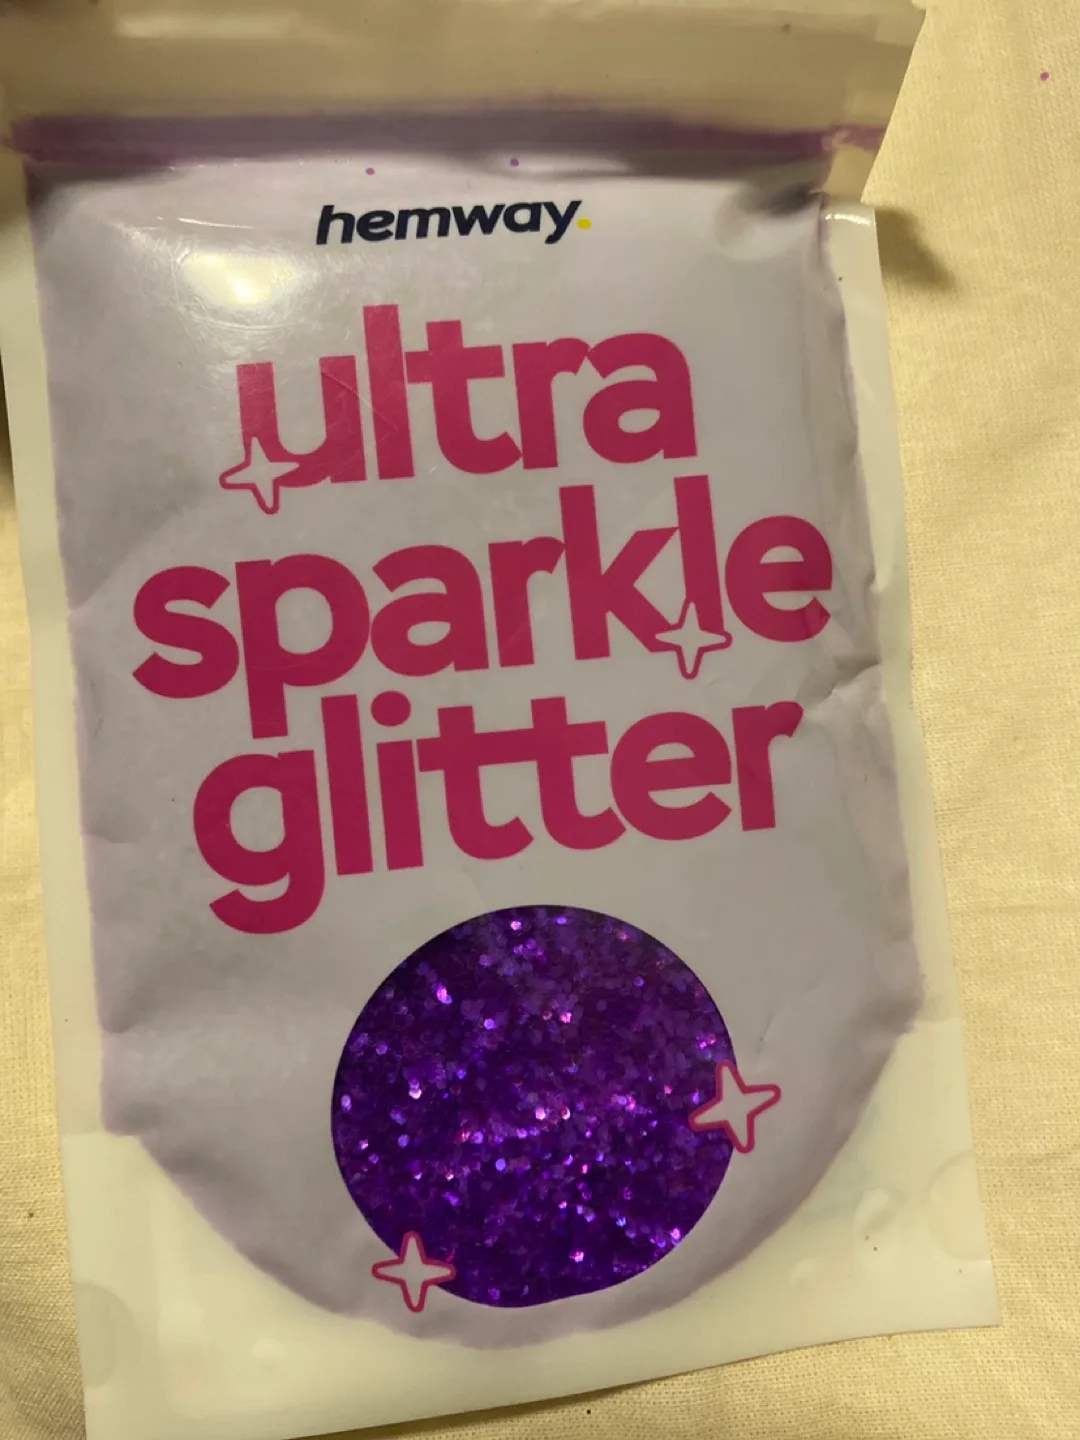 hemway.
ultra
sparkle
glitter